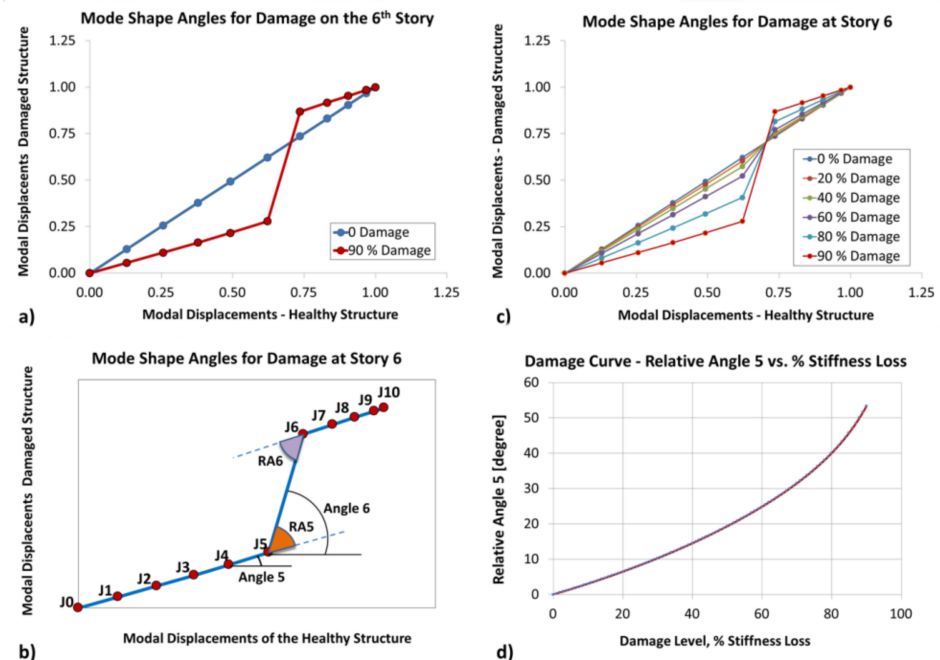 Mode Shape Angles for Damage on the 6th Story
Modal Displaceents Damaged Structure
1.25
1.00
0.75
0.50
0.25
0.00
0 Damage
90 % Damage
0.00 0.25 0.50 0.75 1.00 1.25
Modal Displacements - Healthy Structure
a)
Mode Shape Angles for Damage at Story 6
Modal Displacements - Damaged Structure
1.25
1.00
0.75
0.50
0.25
0.00
0 % Damage
20 % Damage
40 % Damage
60 % Damage
80 % Damage
90 % Damage
0.00 0.25 0.50 0.75 1.00 1.25
Modal Displacements - Healthy Structure
c)
Mode Shape Angles for Damage at Story 6
Modal Displaceents Damaged Structure
J10
J9
J8
J7
J6
RA6
Angle 6
RA5
J5
J4
Angle 5
J3
J2
J1
J0
Modal Displacements of the Healthy Structure
b)
Damage Curve - Relative Angle 5 vs. % Stiffness Loss
Relative Angle 5 [degree]
60
50
40
30
20
10
0
0 20 40 60 80 100
Damage Level, % Stiffness Loss
d)